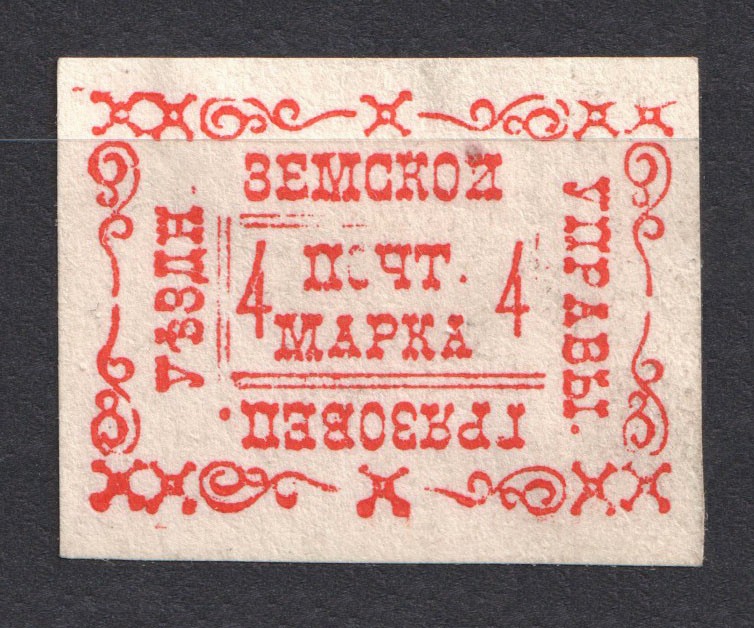 ГРЯЗОВЕЦ.
УѢЗДН.
ЗЕМСКОЙ
УПРАВЫ.
4 ПОЧТ. 4
МАРКА